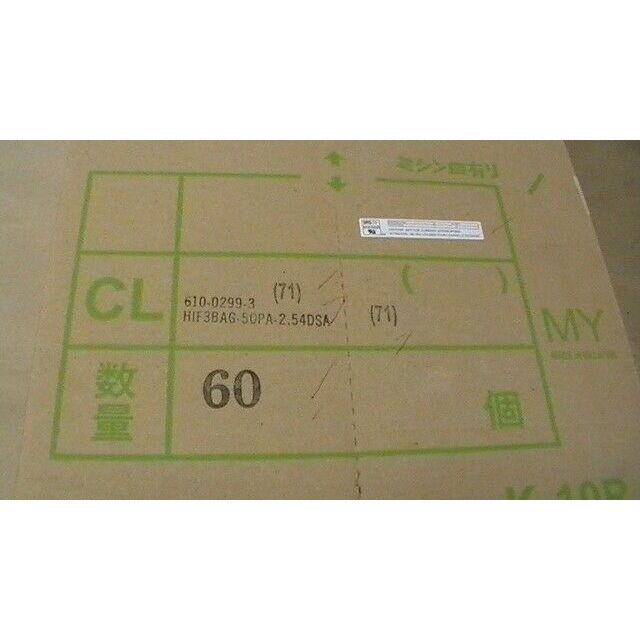 ミシン目有り
CL
610-0299-3 (71) ( )
HIF3BAG-50PA-2.54DSA (71)
MY
数量
60
個